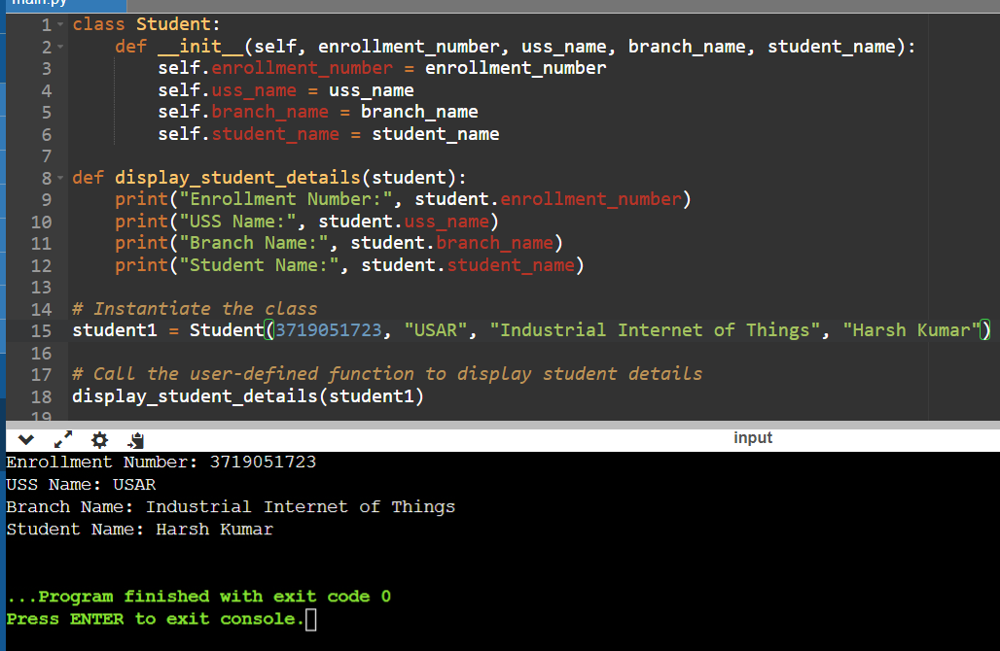 main.py
1 class Student:
2 def __init__(self, enrollment_number, uss_name, branch_name, student_name):
3 self.enrollment_number = enrollment_number
4 self.uss_name = uss_name
5 self.branch_name = branch_name
6 self.student_name = student_name
7
8 def display_student_details(student):
9 print("Enrollment Number:", student.enrollment_number)
10 print("USS Name:", student.uss_name)
11 print("Branch Name:", student.branch_name)
12 print("Student Name:", student.student_name)
13
14 # Instantiate the class
15 student1 = Student(3719051723, "USAR", "Industrial Internet of Things", "Harsh Kumar")
16
17 # Call the user-defined function to display student details
18 display_student_details(student1)
19
input
Enrollment Number: 3719051723
USS Name: USAR
Branch Name: Industrial Internet of Things
Student Name: Harsh Kumar
...Program finished with exit code 0
Press ENTER to exit console.